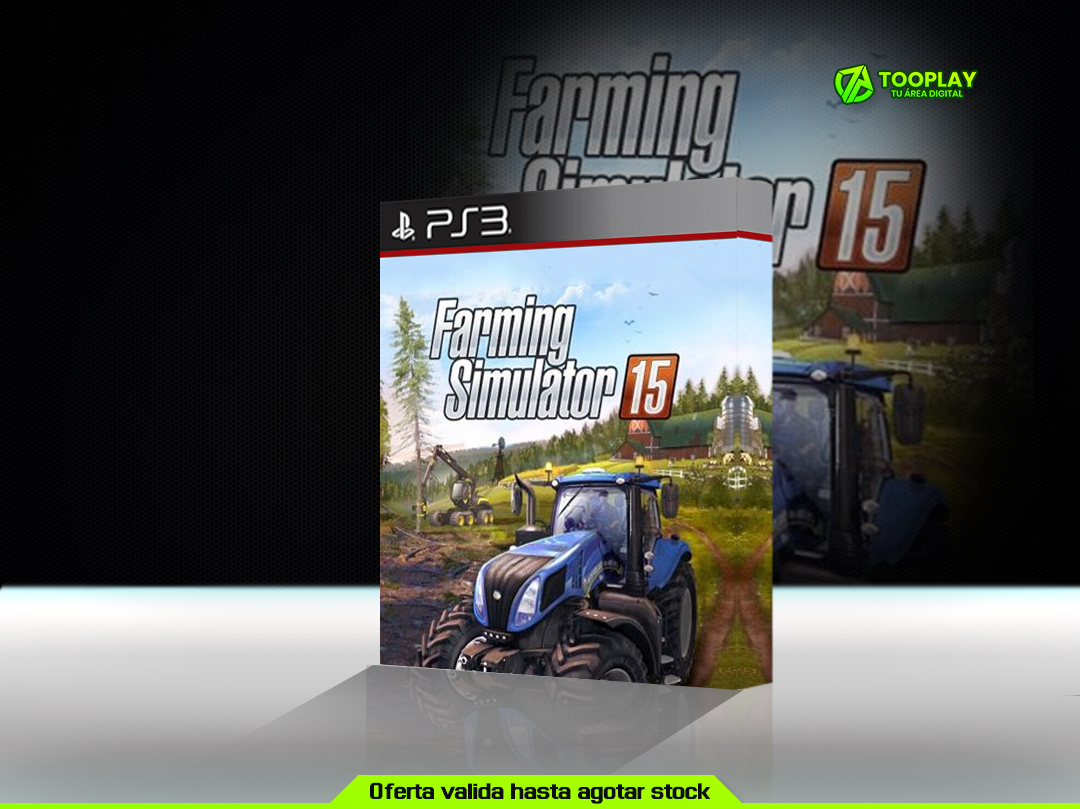 Farming
Simulator 15
TOOPLAY
TU ÁREA DIGITAL
PS3
Farming
Simulator 15
Oferta valida hasta agotar stock